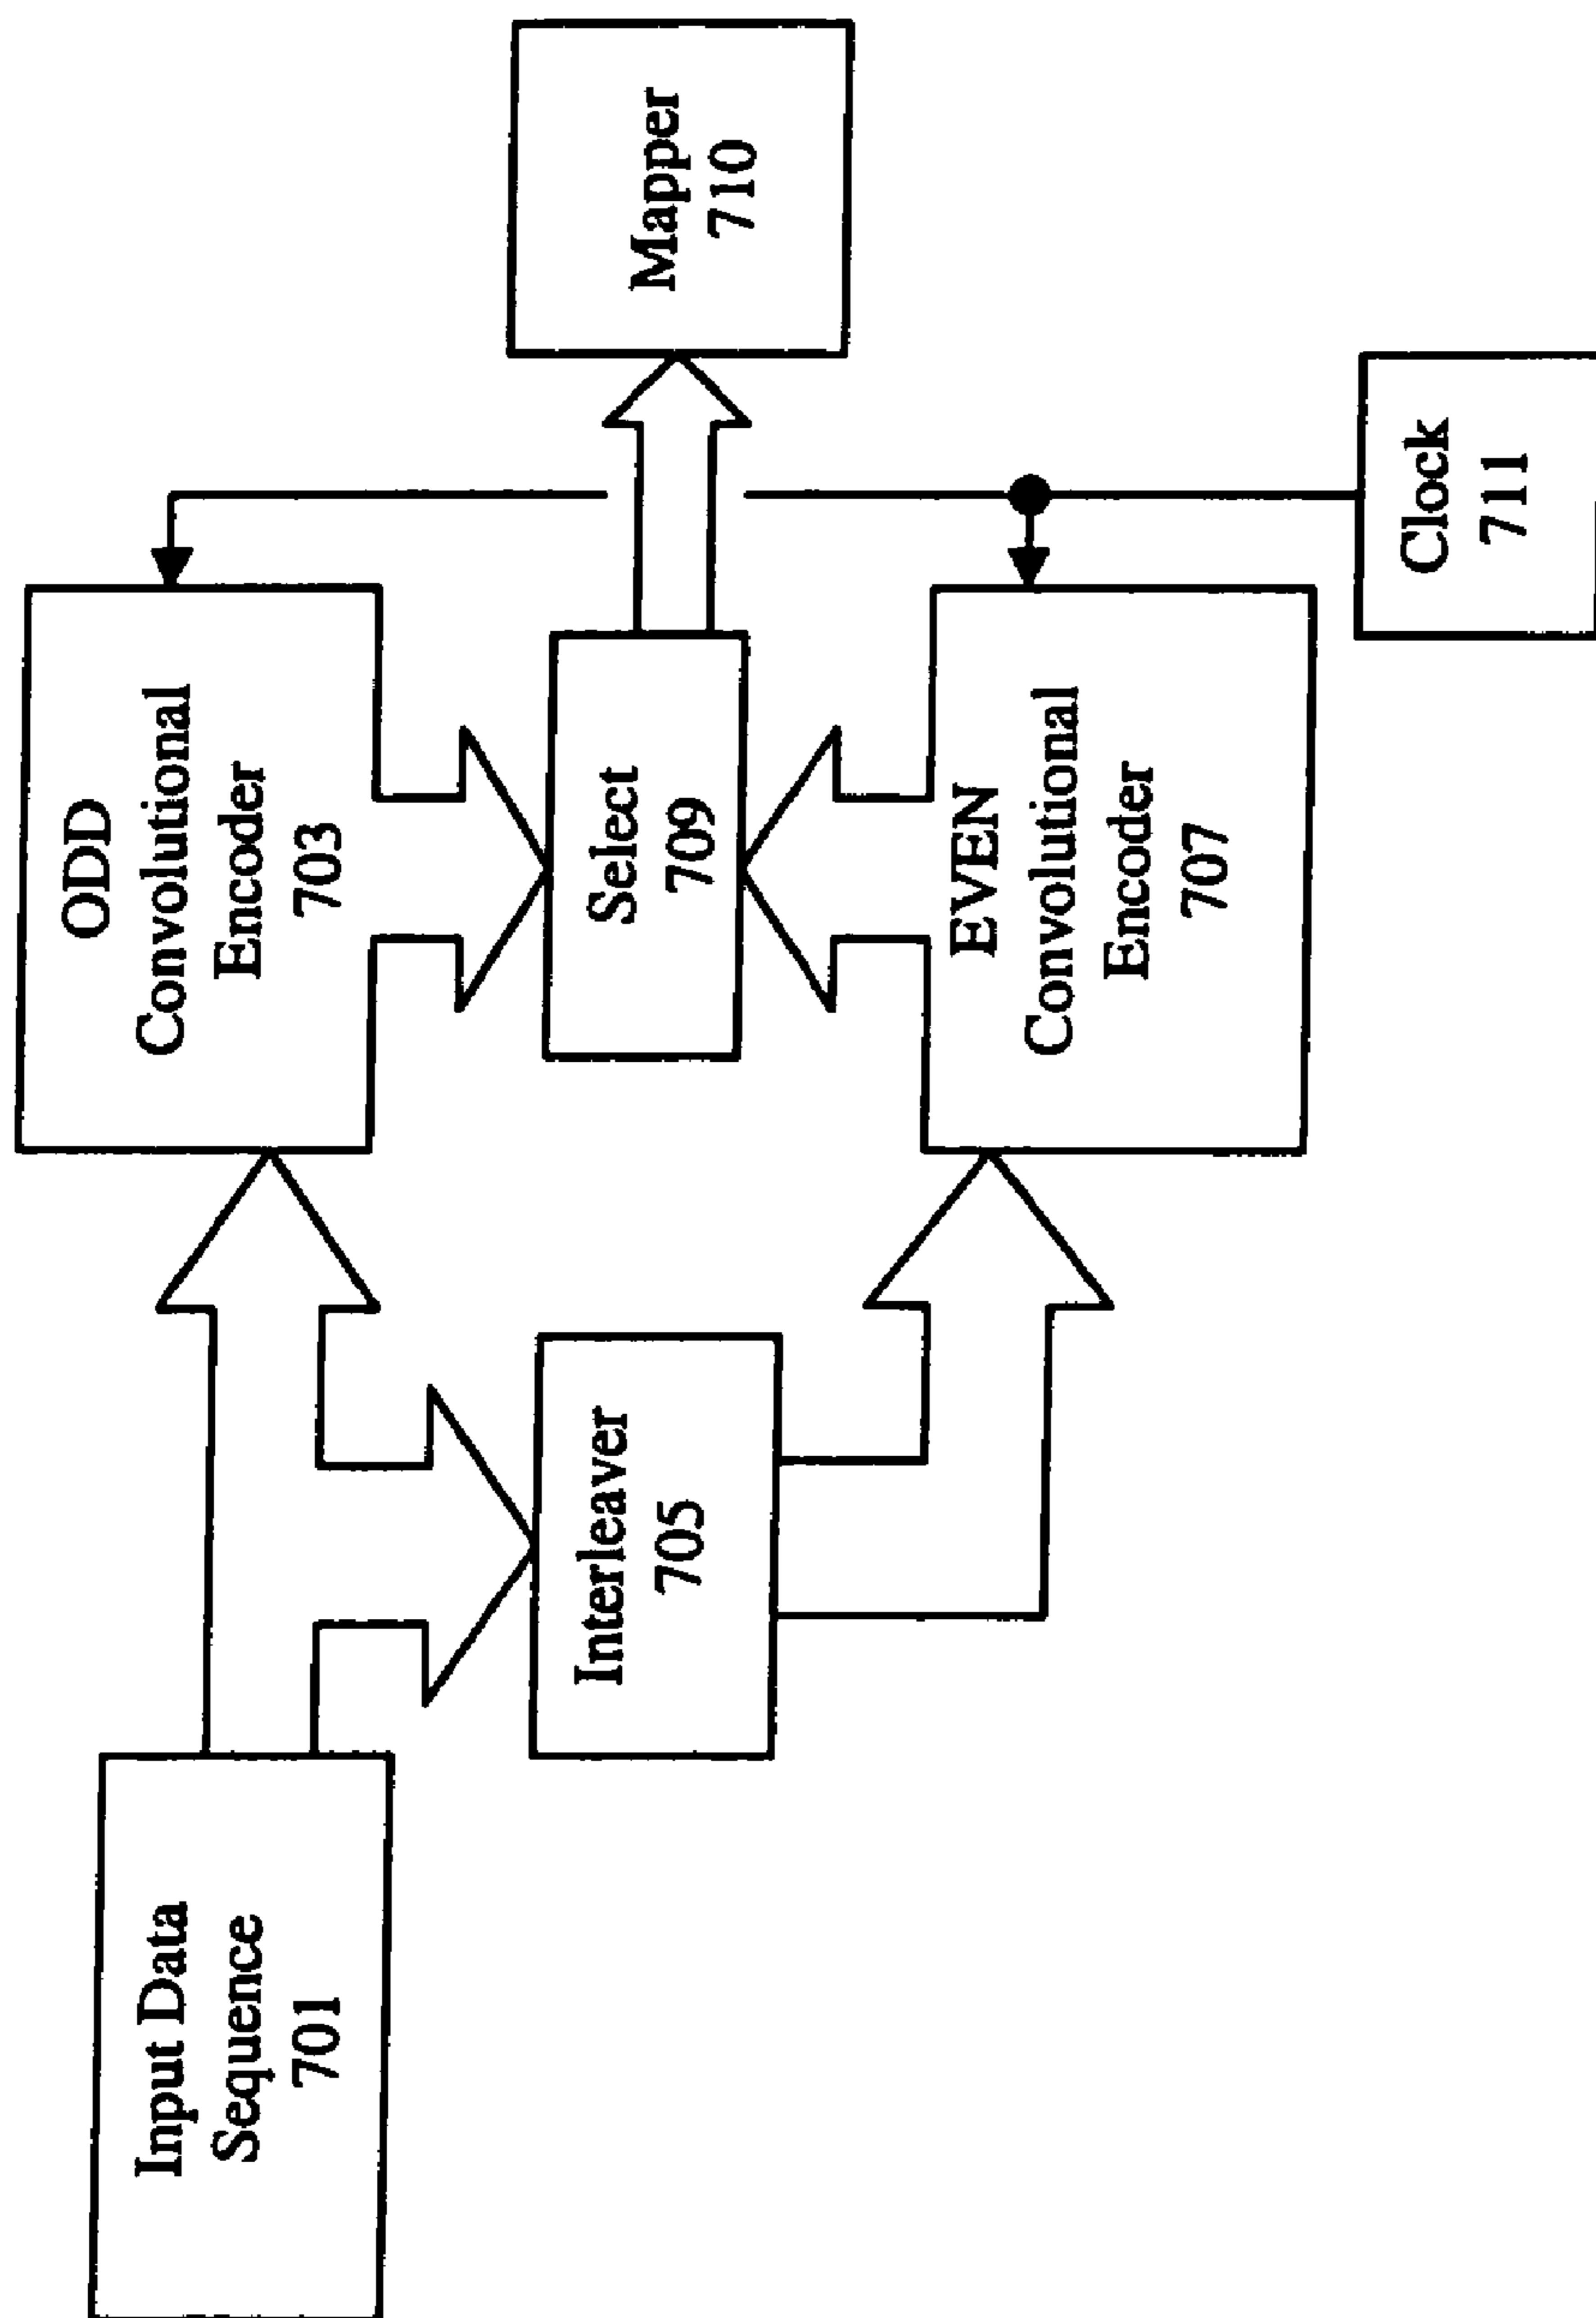 Input Data
Sequence
701
ODD
Convolutional
Encoder
703
Interleaver
705
Select
709
EVEN
Convolutional
Encoder
707
Mapper
710
Clock
711